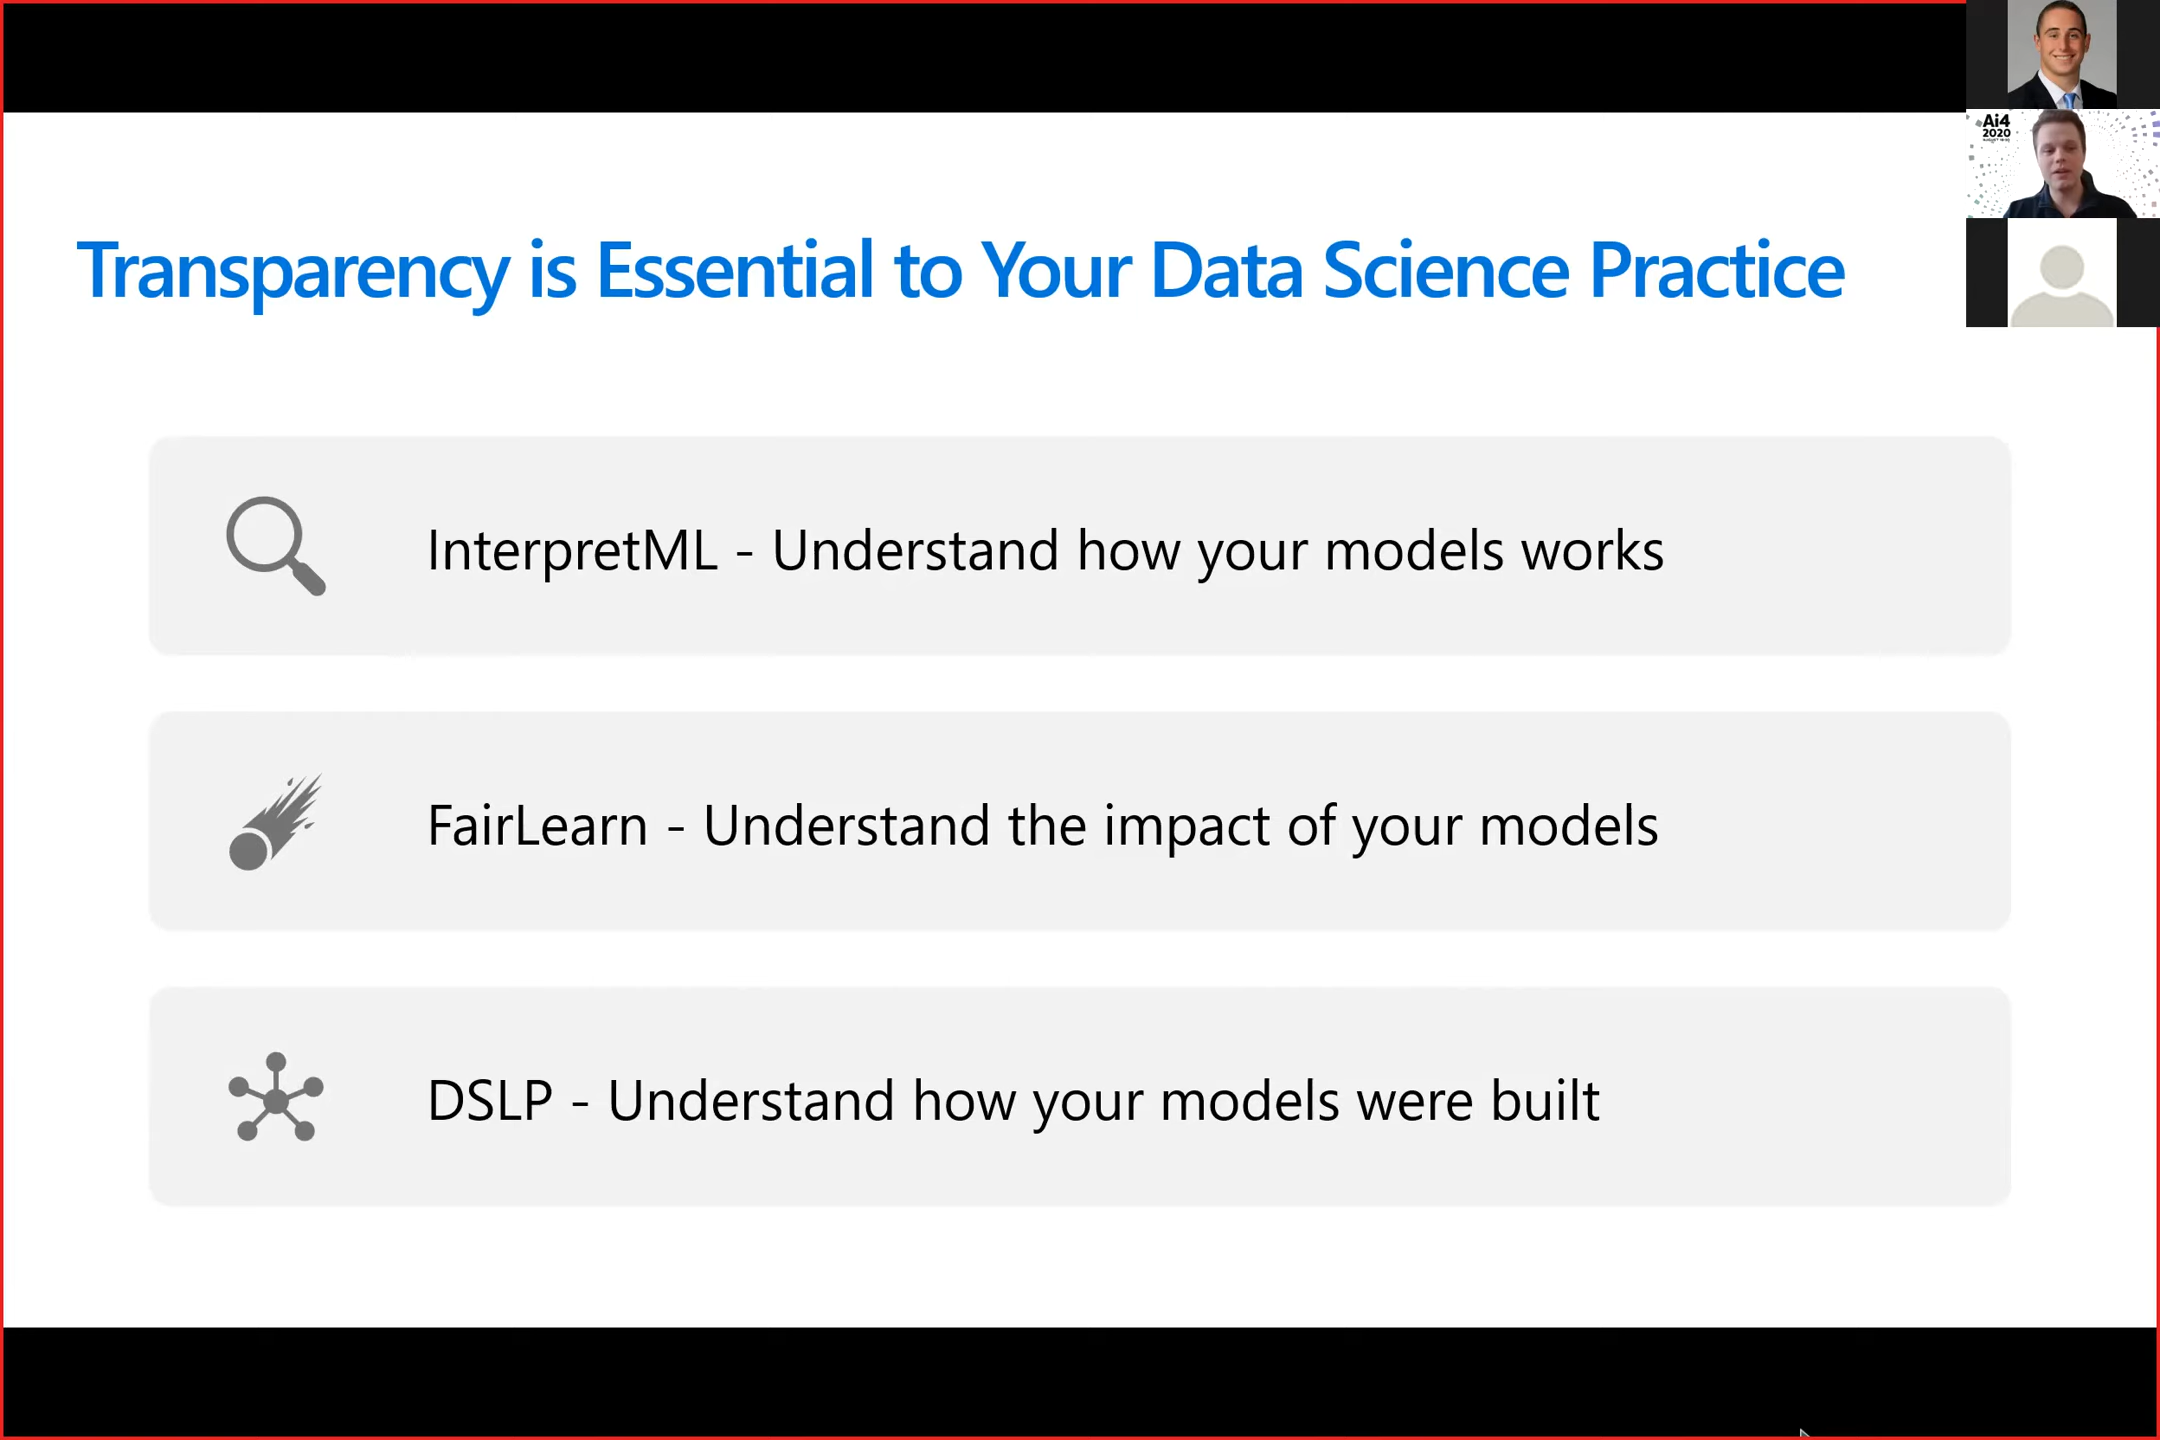 Ai4
2020
Transparency is Essential to Your Data Science Practice
InterpretML - Understand how your models works
FairLearn - Understand the impact of your models
DSLP - Understand how your models were built